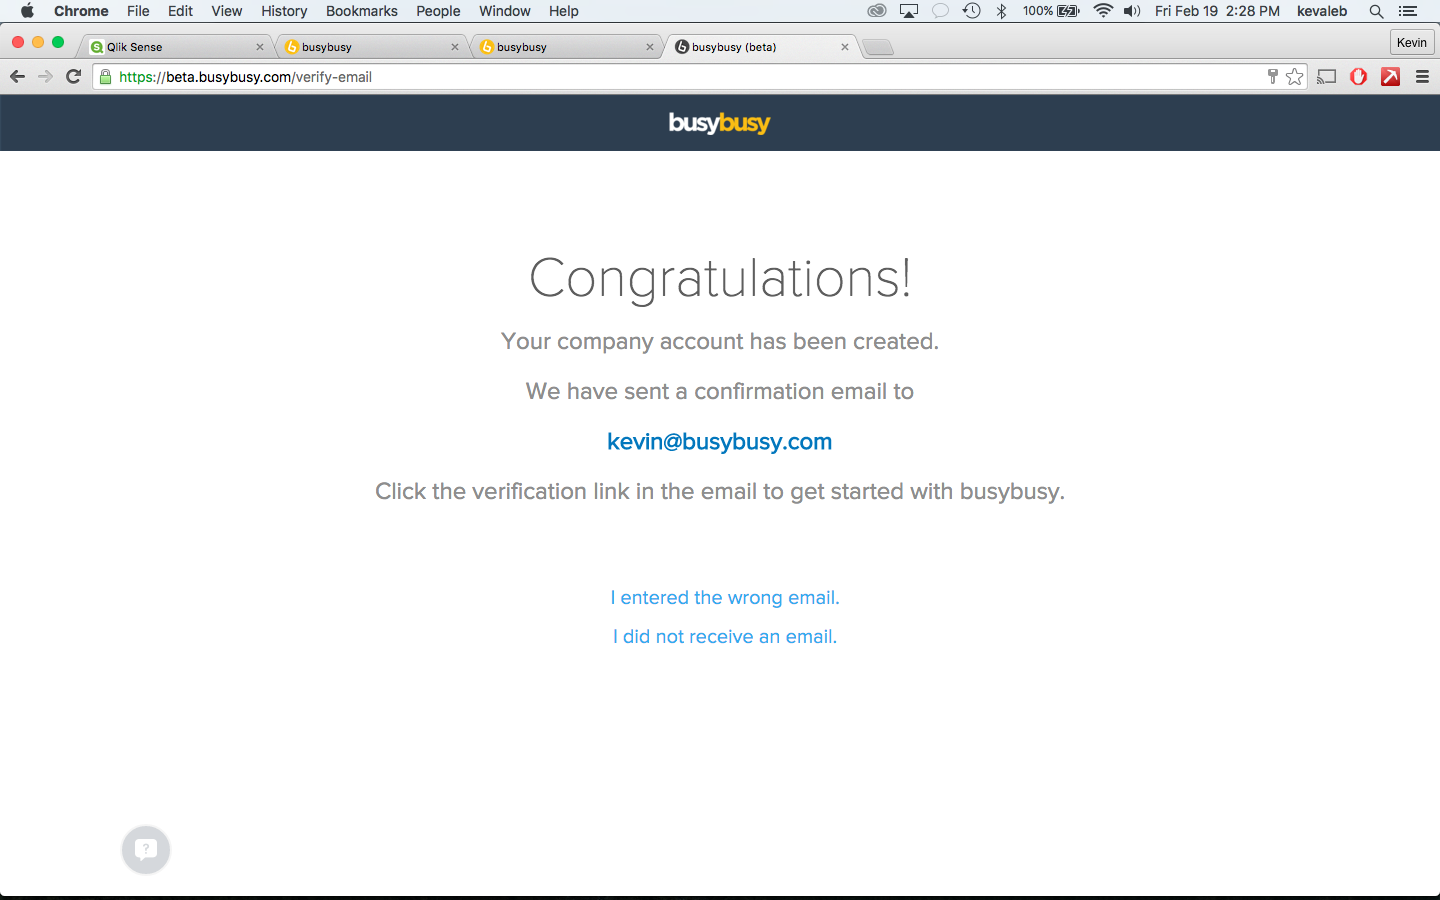 Chrome File Edit View History Bookmarks People Window Help 100% Fri Feb 19 2:28 PM kevaleb
Qlik Sense busybusy busybusy busybusy (beta) Kevin
https://beta.busybusy.com/verify-email
busybusy
Congratulations!
Your company account has been created.
We have sent a confirmation email to
kevin@busybusy.com
Click the verification link in the email to get started with busybusy.
I entered the wrong email.
I did not receive an email.
?